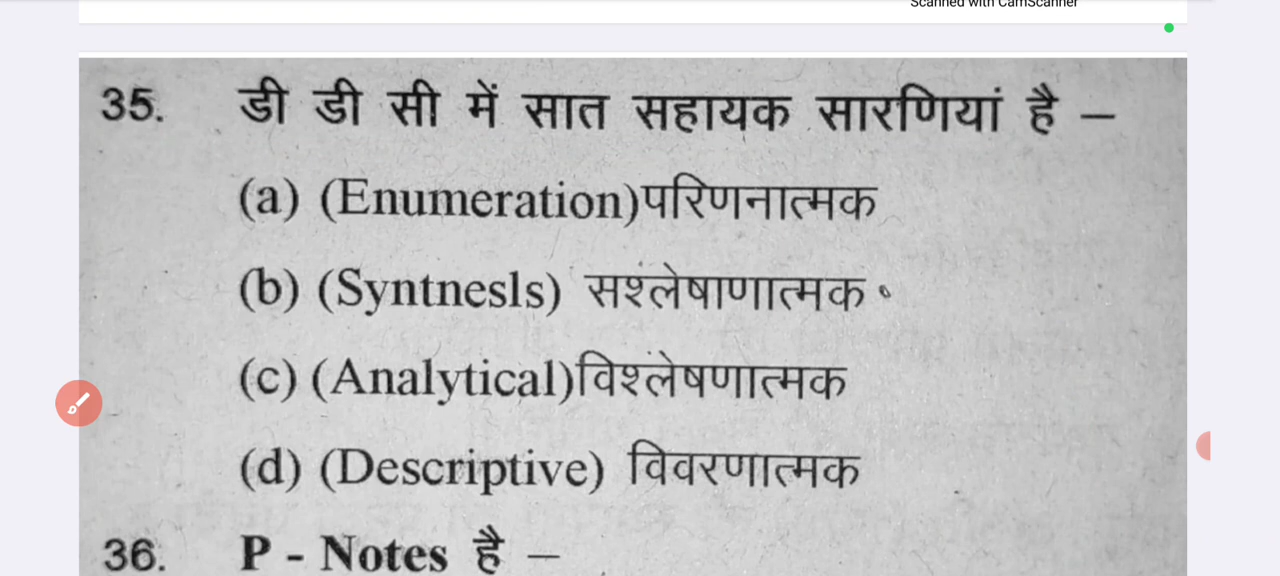 Scanned with CamScanner
35. डी डी सी में सात सहायक सारणियां है –
(a) (Enumeration)परिणनात्मक
(b) (Syntnesls) सश्लेषाणात्मक
(c) (Analytical)विश्लेषणात्मक
(d) (Descriptive) विवरणात्मक
36. P - Notes है –